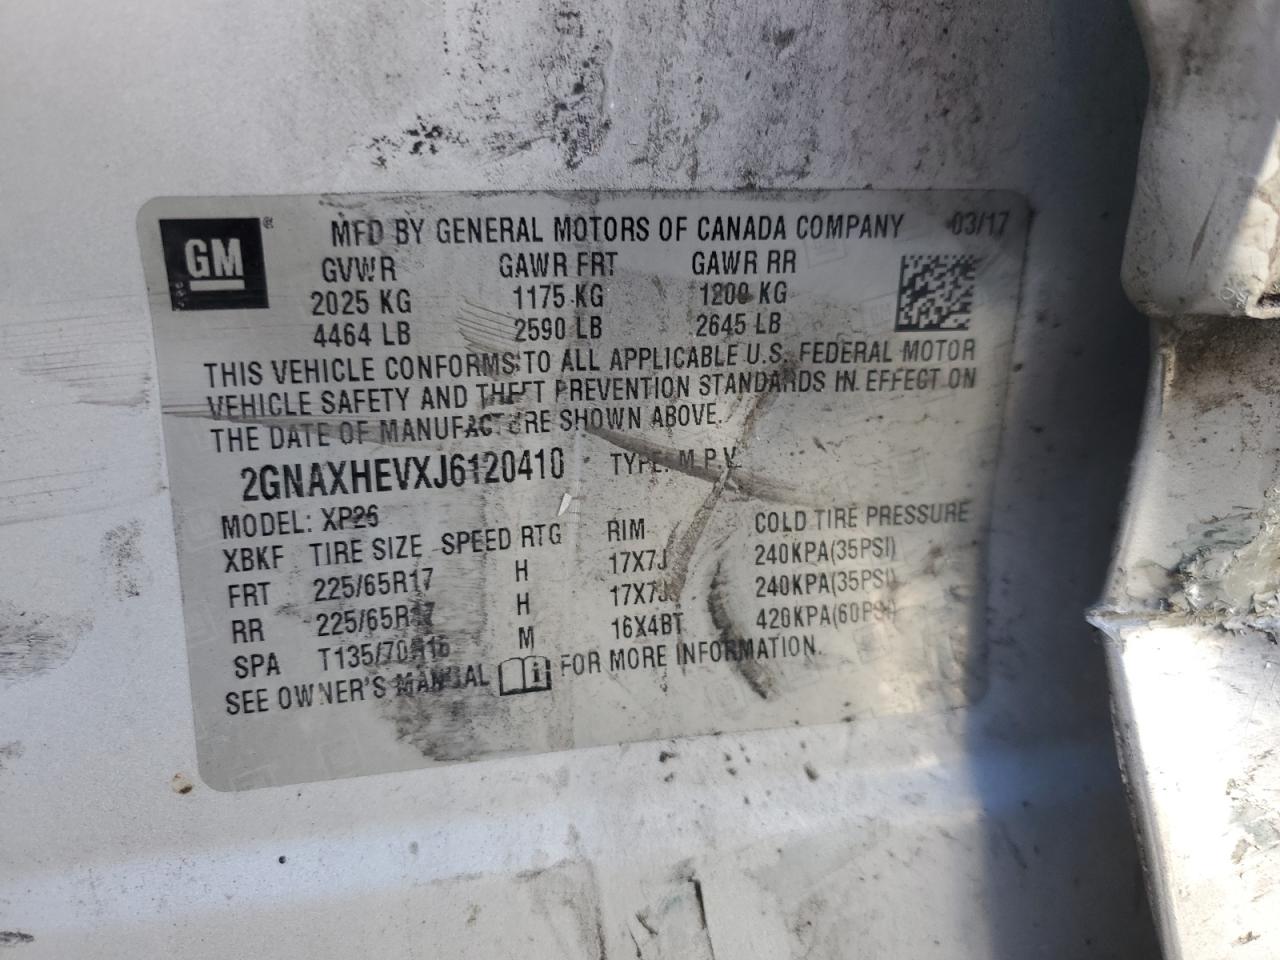 GM ® MFD BY GENERAL MOTORS OF CANADA COMPANY 03/17
GVWR GAWR FRT GAWR RR
2025 KG 1175 KG 1200 KG
4464 LB 2590 LB 2645 LB
THIS VEHICLE CONFORMS TO ALL APPLICABLE U.S. FEDERAL MOTOR
VEHICLE SAFETY AND THEFT PREVENTION STANDARDS IN EFFECT ON
THE DATE OF MANUFACTURE SHOWN ABOVE.
2GNAXHEVXJ6120410 TYPE: M.P.V.
MODEL: XP26
XBKF TIRE SIZE SPEED RTG RIM COLD TIRE PRESSURE
FRT 225/65R17 H 17X7J 240KPA(35PSI)
RR 225/65R17 H 17X7J 240KPA(35PSI)
SPA T135/70R16 M 16X4BT 420KPA(60PSI)
SEE OWNER'S MANUAL FOR MORE INFORMATION.